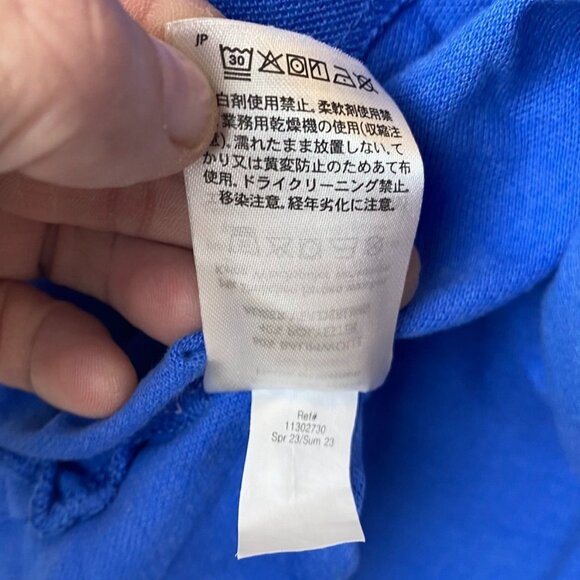 JP
30
白剤使用禁止。柔軟剤使用禁
業務用乾燥機の使用(収縮注
。濡れたまま放置しない。て
かり又は黄変防止のためあて布
使用。ドライクリーニング禁止。
移染注意。経年劣化に注意。
Ref#
11302730
Spr 23/Sum 23